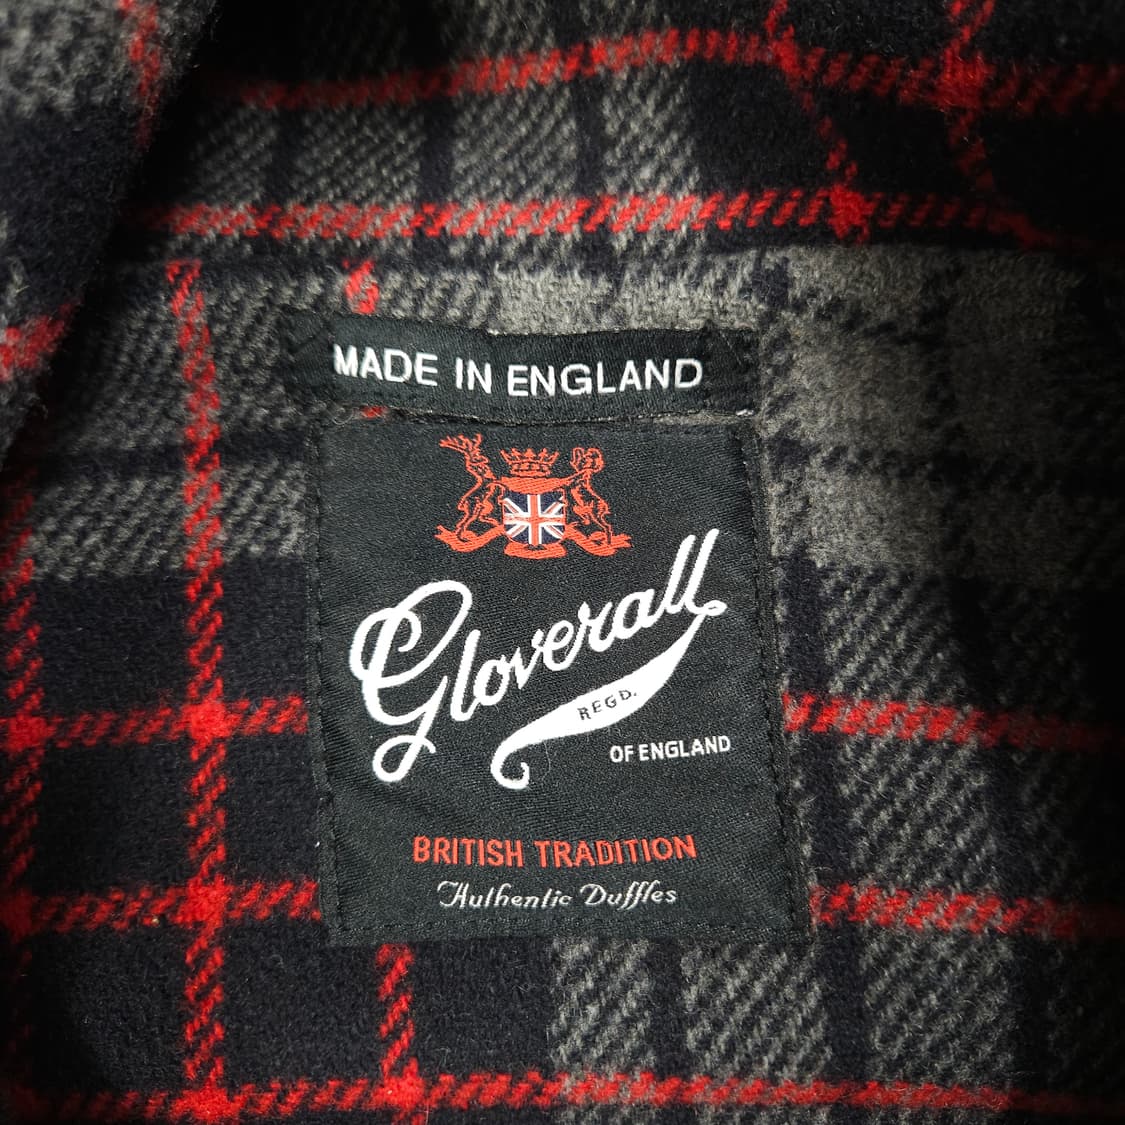 MADE IN ENGLAND
Gloverall
REGD.
OF ENGLAND
BRITISH TRADITION
Authentic Duffles